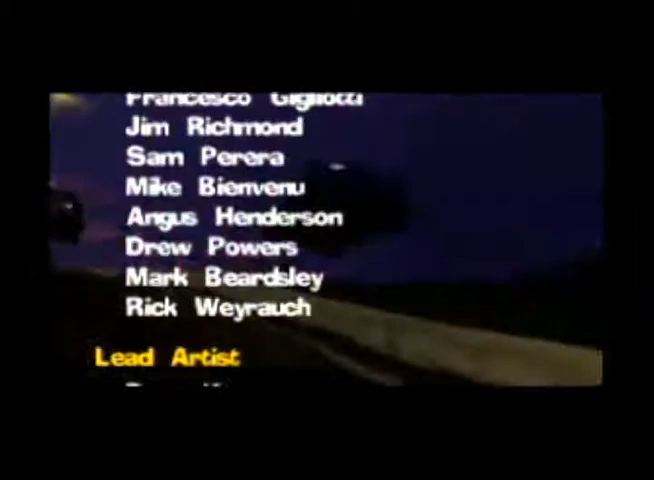 Francesco Gigliotti
Jim Richmond
Sam Perera
Mike Bienvenu
Angus Henderson
Drew Powers
Mark Beardsley
Rick Weyrauch
Lead Artist